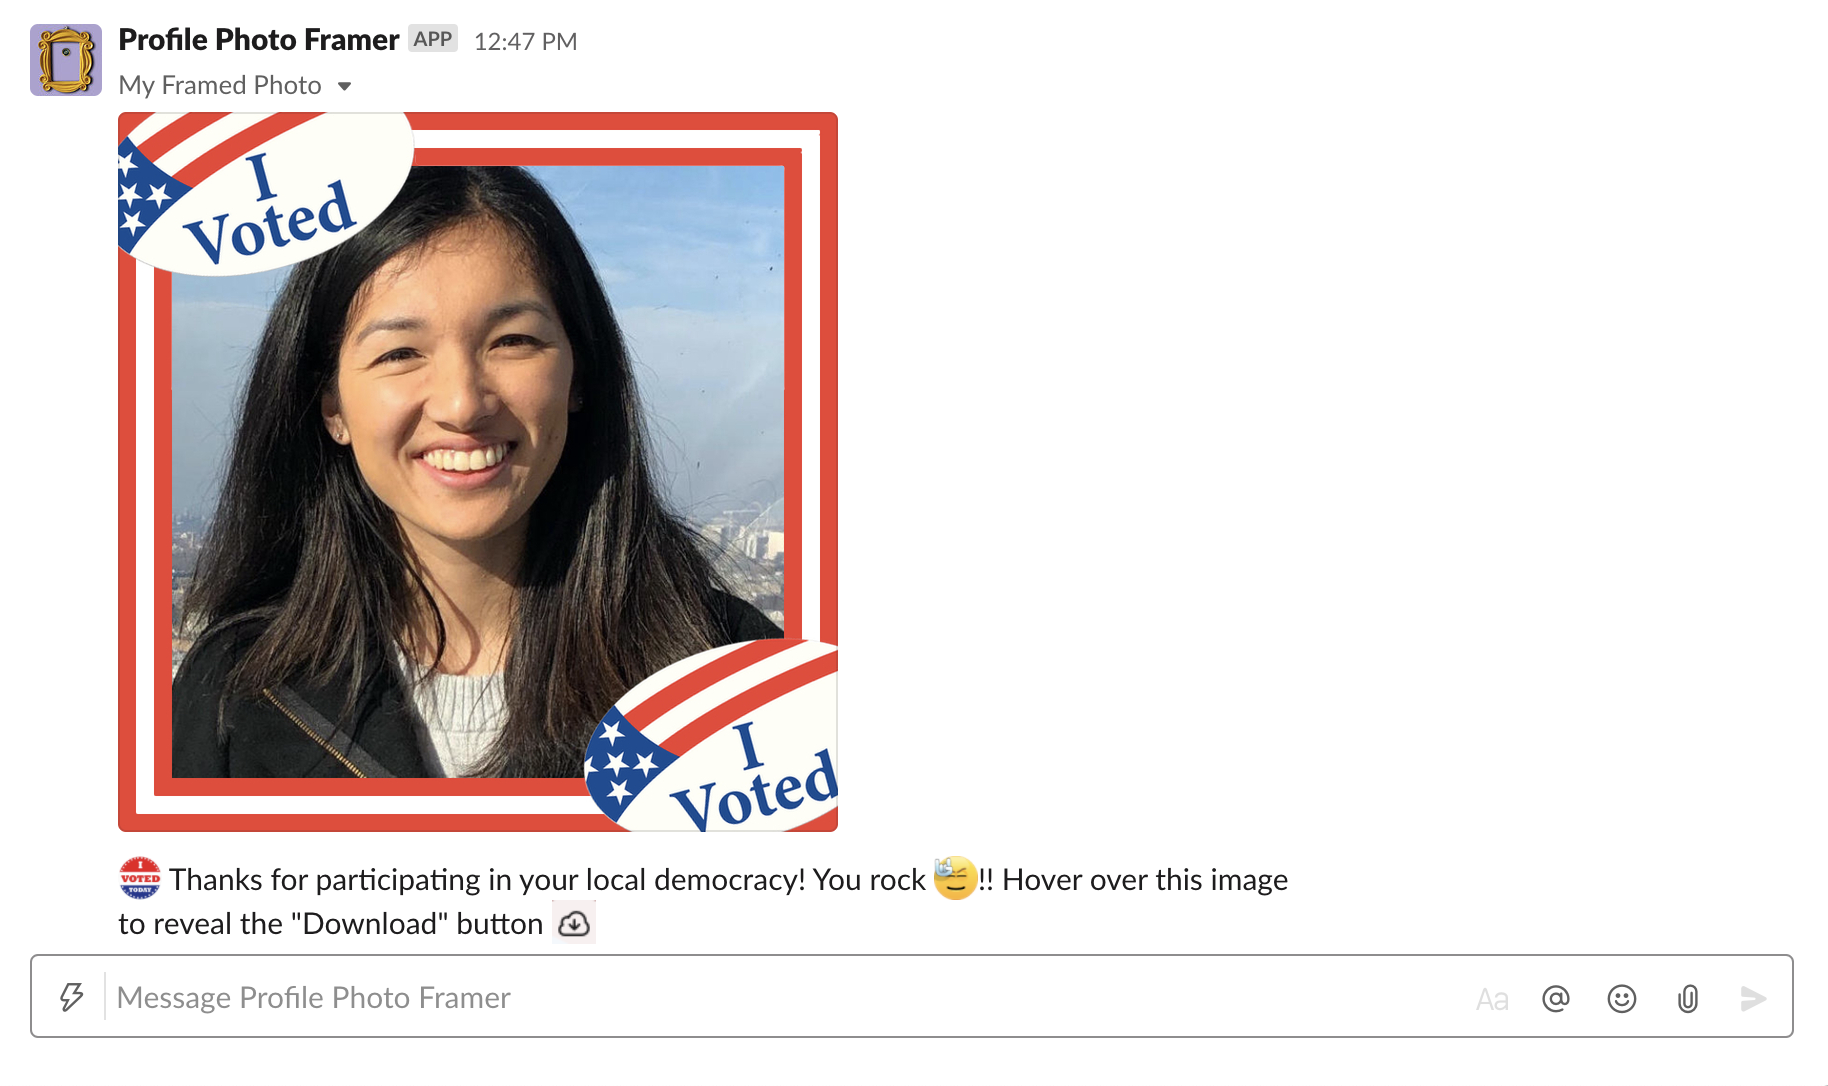 Profile Photo Framer APP 12:47 PM
My Framed Photo
I
Voted
I
Voted
I VOTED TODAY Thanks for participating in your local democracy! You rock !! Hover over this image
to reveal the "Download" button
Message Profile Photo Framer
Aa @